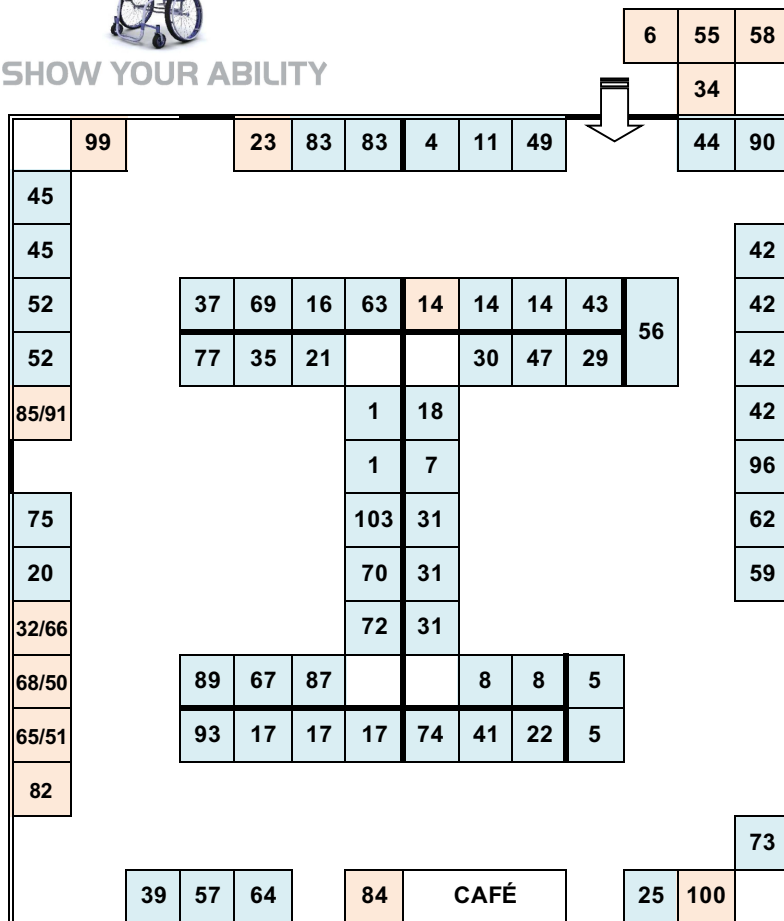 6 55 58
SHOW YOUR ABILITY
34
99 23 83 83 4 11 49 44 90
45
45 42
52 37 69 16 63 14 14 14 43 42
56
52 77 35 21 30 47 29 42
85/91 1 18 42
1 7 96
75 103 31 62
20 70 31 59
32/66 72 31
68/50 89 67 87 8 8 5
65/51 93 17 17 17 74 41 22 5
82
73
39 57 64 84 CAFÉ 25 100